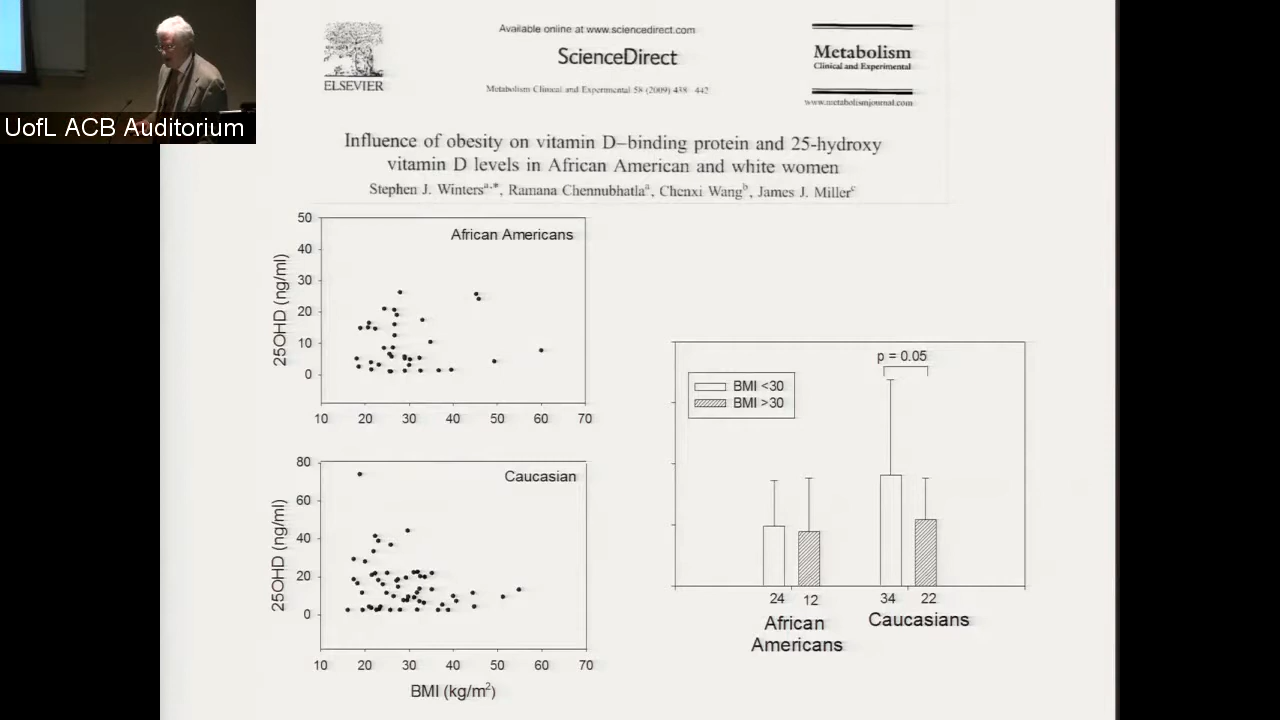 UofL ACB Auditorium
ELSEVIER
Available online at www.sciencedirect.com
ScienceDirect
Metabolism Clinical and Experimental 58 (2009) 438–442
Metabolism
Clinical and Experimental
www.metabolismjournal.com
Influence of obesity on vitamin D–binding protein and 25-hydroxy
vitamin D levels in African American and white women
Stephen J. Winters a,*, Ramana Chennubhatla a, Chenxi Wang b, James J. Miller c
African Americans
25OHD (ng/ml)
50
40
30
20
10
0
10 20 30 40 50 60 70
Caucasian
25OHD (ng/ml)
80
60
40
20
0
10 20 30 40 50 60 70
BMI (kg/m²)
p = 0.05
BMI <30
BMI >30
24 12 34 22
African
Americans
Caucasians